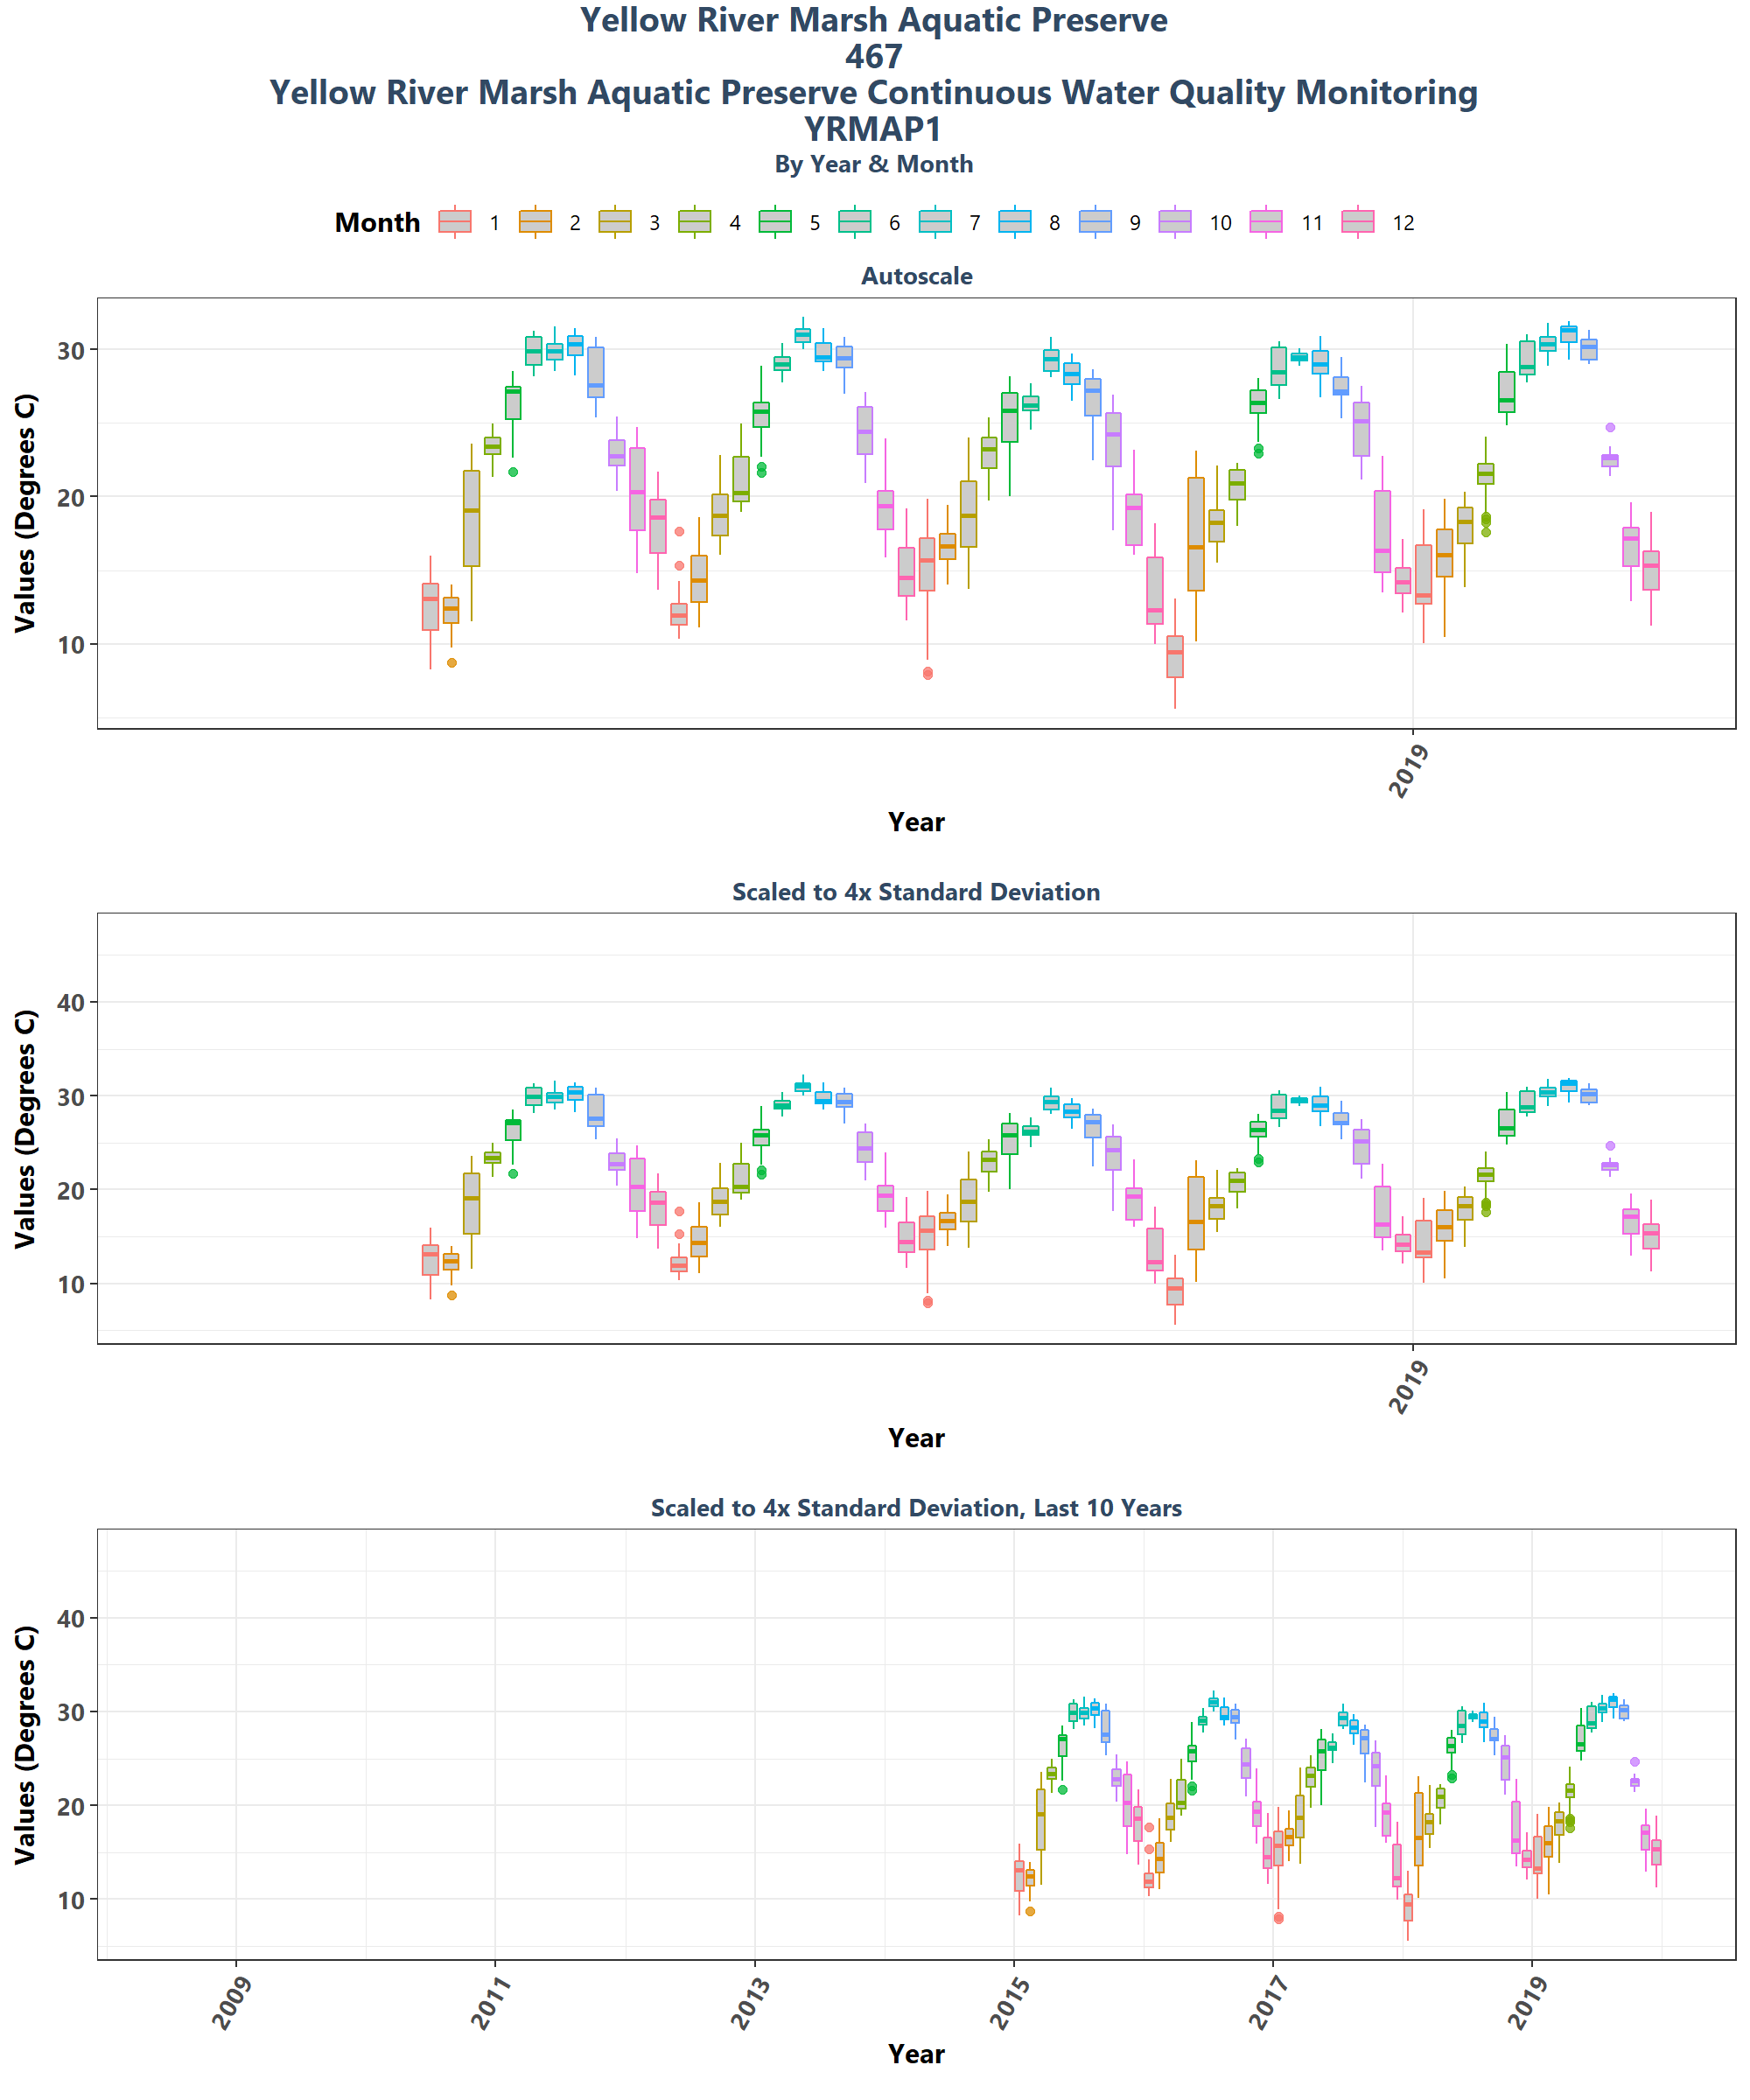 Yellow River Marsh Aquatic Preserve
467
Yellow River Marsh Aquatic Preserve Continuous Water Quality Monitoring
YRMAP1
By Year & Month
Month 1 2 3 4 5 6 7 8 9 10 11 12
Autoscale
Values (Degrees C)
30
20
10
2019
Year
Scaled to 4x Standard Deviation
Values (Degrees C)
40
30
20
10
2019
Year
Scaled to 4x Standard Deviation, Last 10 Years
Values (Degrees C)
40
30
20
10
2009 2011 2013 2015 2017 2019
Year